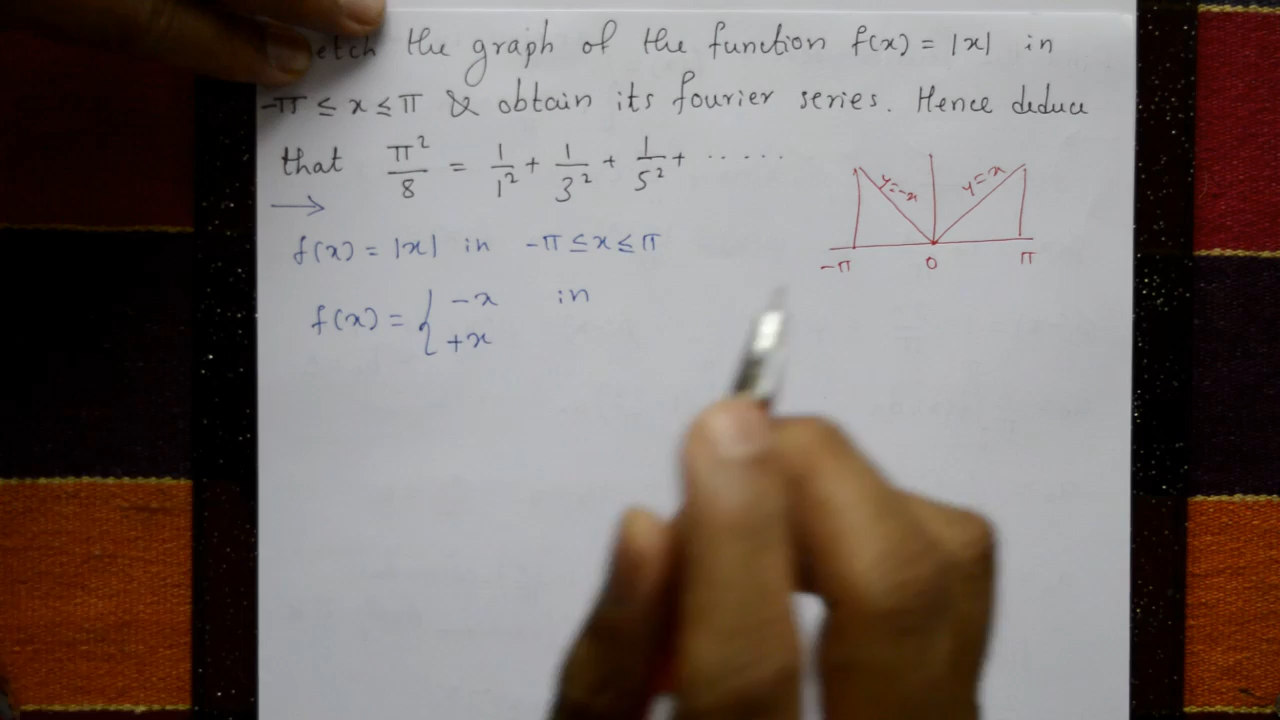 etch the graph of the function f(x) = |x| in
-π ≤ x ≤ π & obtain its fourier series. Hence deduce
that π²/8 = 1/1² + 1/3² + 1/5² + ......
→
f(x) = |x| in -π ≤ x ≤ π
f(x) = { -x in
+x
y=-x y=x
-π 0 π